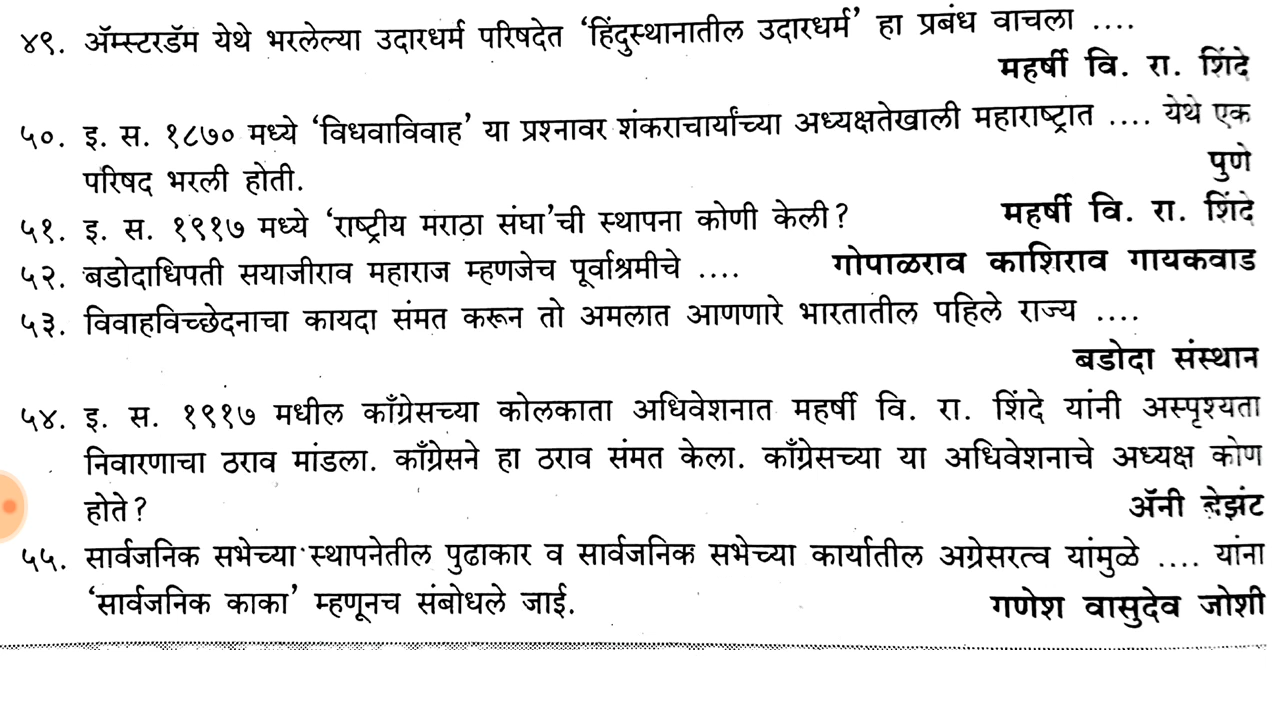 ४९. ॲम्स्टरडॅम येथे भरलेल्या उदारधर्म परिषदेत ‘हिंदुस्थानातील उदारधर्म’ हा प्रबंध वाचला ....
महर्षी वि. रा. शिंदे
५०. इ. स. १८७० मध्ये ‘विधवाविवाह’ या प्रश्नावर शंकराचार्यांच्या अध्यक्षतेखाली महाराष्ट्रात .... येथे एक
परिषद भरली होती. पुणे
५१. इ. स. १९१७ मध्ये ‘राष्ट्रीय मराठा संघा’ची स्थापना कोणी केली? महर्षी वि. रा. शिंदे
५२. बडोदाधिपती सयाजीराव महाराज म्हणजेच पूर्वाश्रमीचे .... गोपाळराव काशिराव गायकवाड
५३. विवाहविच्छेदनाचा कायदा संमत करून तो अमलात आणणारे भारतातील पहिले राज्य ....
बडोदा संस्थान
५४. इ. स. १९१७ मधील काँग्रेसच्या कोलकाता अधिवेशनात महर्षी वि. रा. शिंदे यांनी अस्पृश्यता
निवारणाचा ठराव मांडला. काँग्रेसने हा ठराव संमत केला. काँग्रेसच्या या अधिवेशनाचे अध्यक्ष कोण
होते? ॲनी बेझंट
५५. सार्वजनिक सभेच्या स्थापनेतील पुढाकार व सार्वजनिक सभेच्या कार्यातील अग्रेसरत्व यांमुळे .... यांना
‘सार्वजनिक काका’ म्हणूनच संबोधले जाई. गणेश वासुदेव जोशी